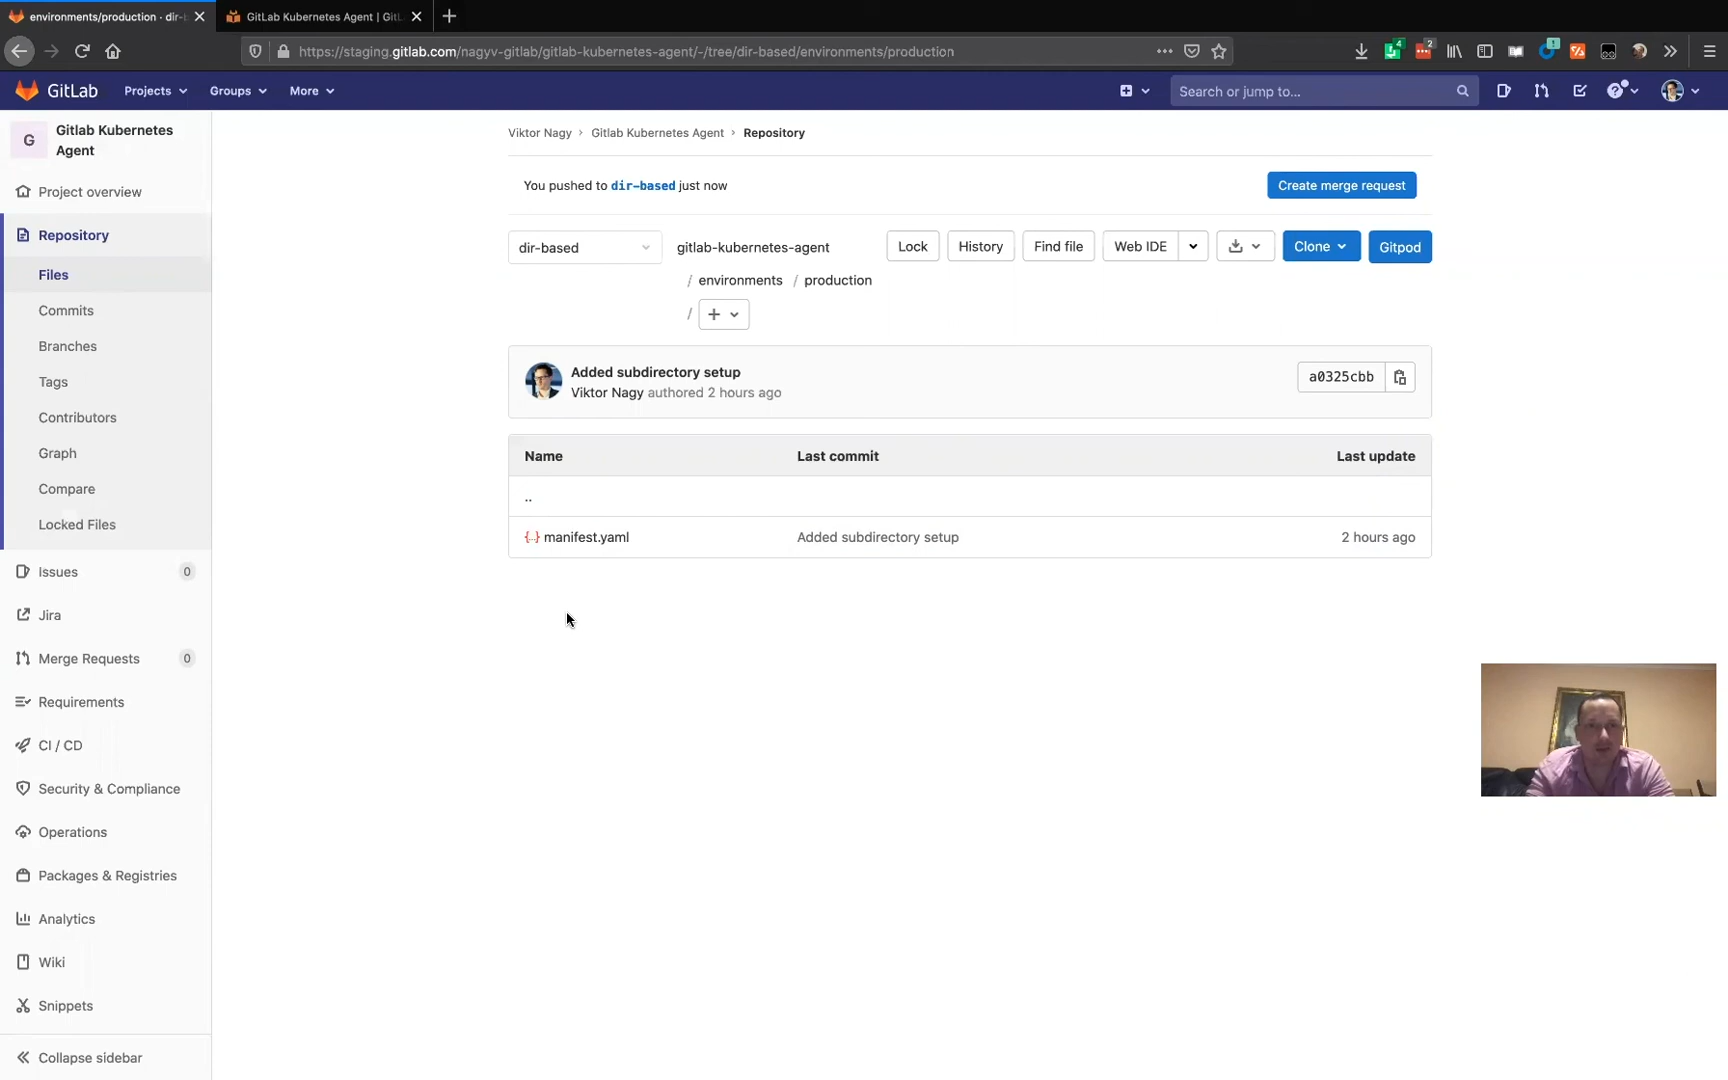 environments/production · dir-
GitLab Kubernetes Agent | GitL
https://staging.gitlab.com/nagyv-gitlab/gitlab-kubernetes-agent/-/tree/dir-based/environments/production
4
2
1
GitLab
Projects
Groups
More
Search or jump to...
G
Gitlab Kubernetes
Agent
Project overview
Repository
Files
Commits
Branches
Tags
Contributors
Graph
Compare
Locked Files
Issues 0
Jira
Merge Requests 0
Requirements
CI / CD
Security & Compliance
Operations
Packages & Registries
Analytics
Wiki
Snippets
Collapse sidebar
Viktor Nagy › Gitlab Kubernetes Agent › Repository
You pushed to dir-based just now
Create merge request
dir-based
gitlab-kubernetes-agent
/ environments / production
/ +
Lock
History
Find file
Web IDE
Clone
Gitpod
Added subdirectory setup
Viktor Nagy authored 2 hours ago
a0325cbb
Name Last commit Last update
..
manifest.yaml Added subdirectory setup 2 hours ago